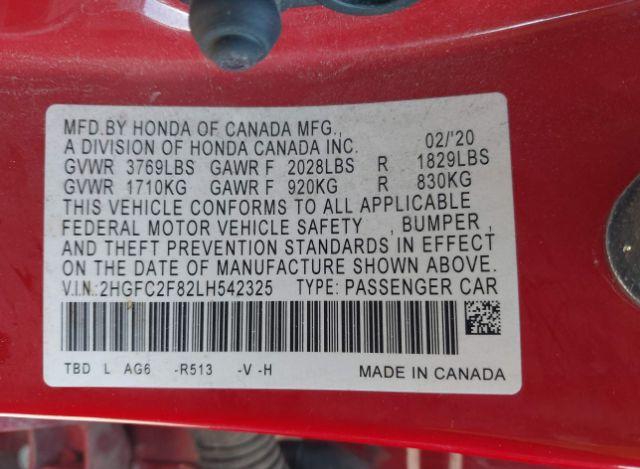 MFD.BY HONDA OF CANADA MFG., 02/'20
A DIVISION OF HONDA CANADA INC.
GVWR 3769LBS GAWR F 2028LBS R 1829LBS
GVWR 1710KG GAWR F 920KG R 830KG
THIS VEHICLE CONFORMS TO ALL APPLICABLE
FEDERAL MOTOR VEHICLE SAFETY , BUMPER ,
AND THEFT PREVENTION STANDARDS IN EFFECT
ON THE DATE OF MANUFACTURE SHOWN ABOVE.
V.I.N.:2HGFC2F82LH542325 TYPE: PASSENGER CAR
TBD L AG6 -R513 -V -H MADE IN CANADA